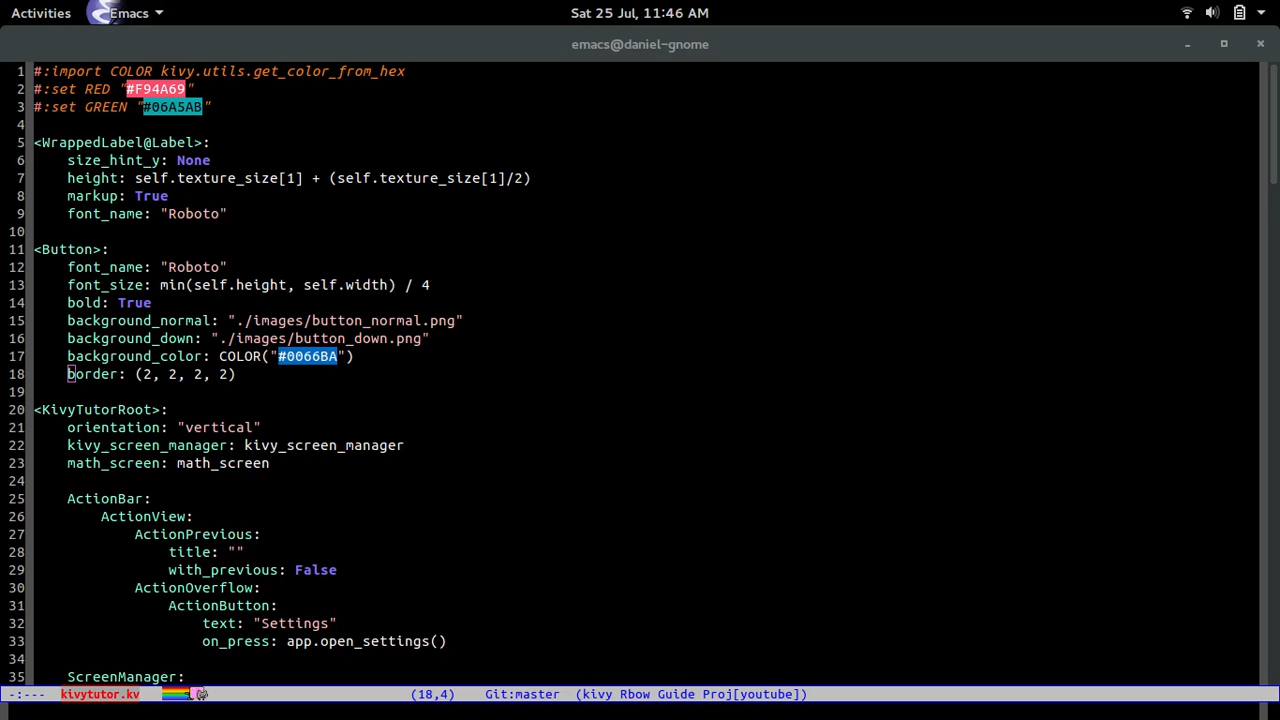 Activities Emacs Sat 25 Jul, 11:46 AM
emacs@daniel-gnome
1 #:import COLOR kivy.utils.get_color_from_hex
2 #:set RED "#F94A69"
3 #:set GREEN "#06A5AB"
4
5 <WrappedLabel@Label>:
6     size_hint_y: None
7     height: self.texture_size[1] + (self.texture_size[1]/2)
8     markup: True
9     font_name: "Roboto"
10
11 <Button>:
12     font_name: "Roboto"
13     font_size: min(self.height, self.width) / 4
14     bold: True
15     background_normal: "./images/button_normal.png"
16     background_down: "./images/button_down.png"
17     background_color: COLOR("#0066BA")
18     border: (2, 2, 2, 2)
19
20 <KivyTutorRoot>:
21     orientation: "vertical"
22     kivy_screen_manager: kivy_screen_manager
23     math_screen: math_screen
24
25     ActionBar:
26         ActionView:
27             ActionPrevious:
28                 title: ""
29                 with_previous: False
30             ActionOverflow:
31                 ActionButton:
32                     text: "Settings"
33                     on_press: app.open_settings()
34
35     ScreenManager:
-:--- kivytutor.kv (18,4) Git:master (kivy Rbow Guide Proj[youtube])